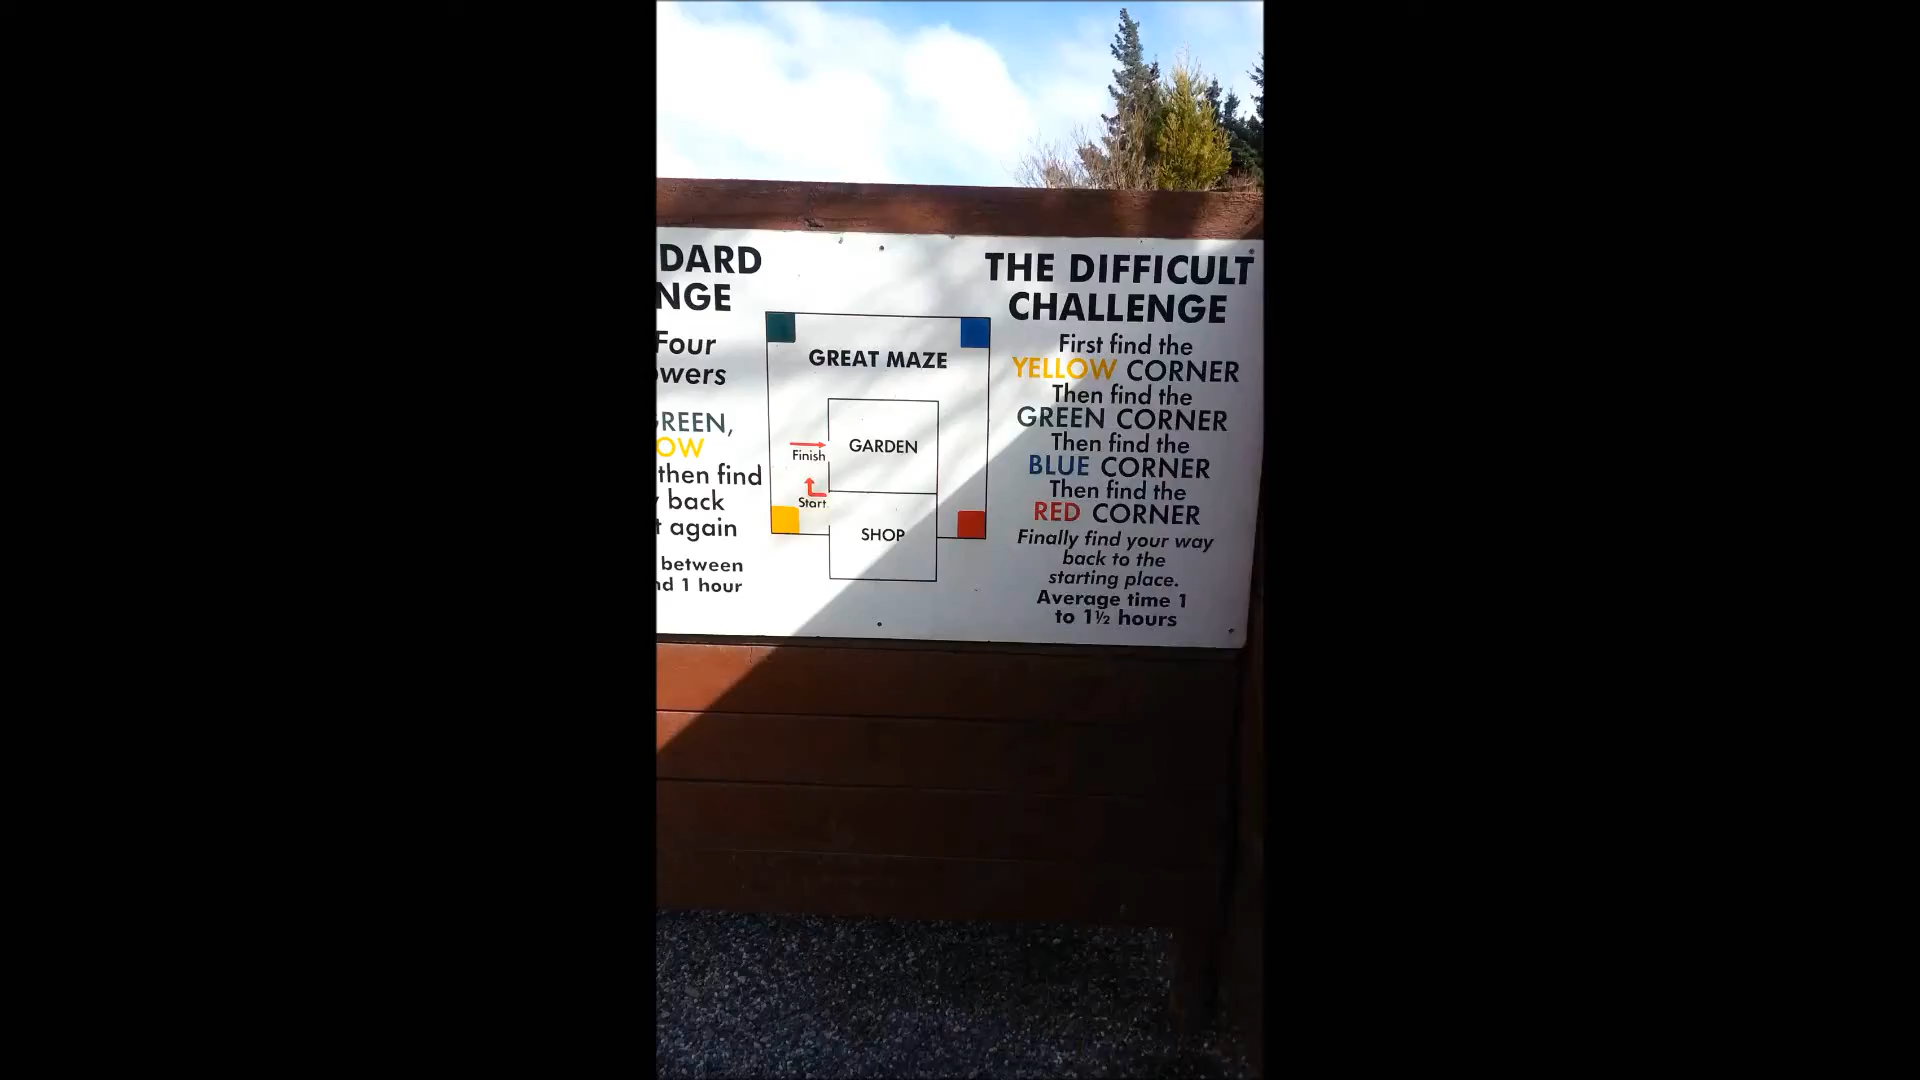 DARD
NGE
Four
wers
GREEN,
OW
then find
back
again
between
nd 1 hour
GREAT MAZE
GARDEN
Finish
Start
SHOP
THE DIFFICULT
CHALLENGE
First find the
YELLOW CORNER
Then find the
GREEN CORNER
Then find the
BLUE CORNER
Then find the
RED CORNER
Finally find your way
back to the
starting place.
Average time 1
to 1½ hours